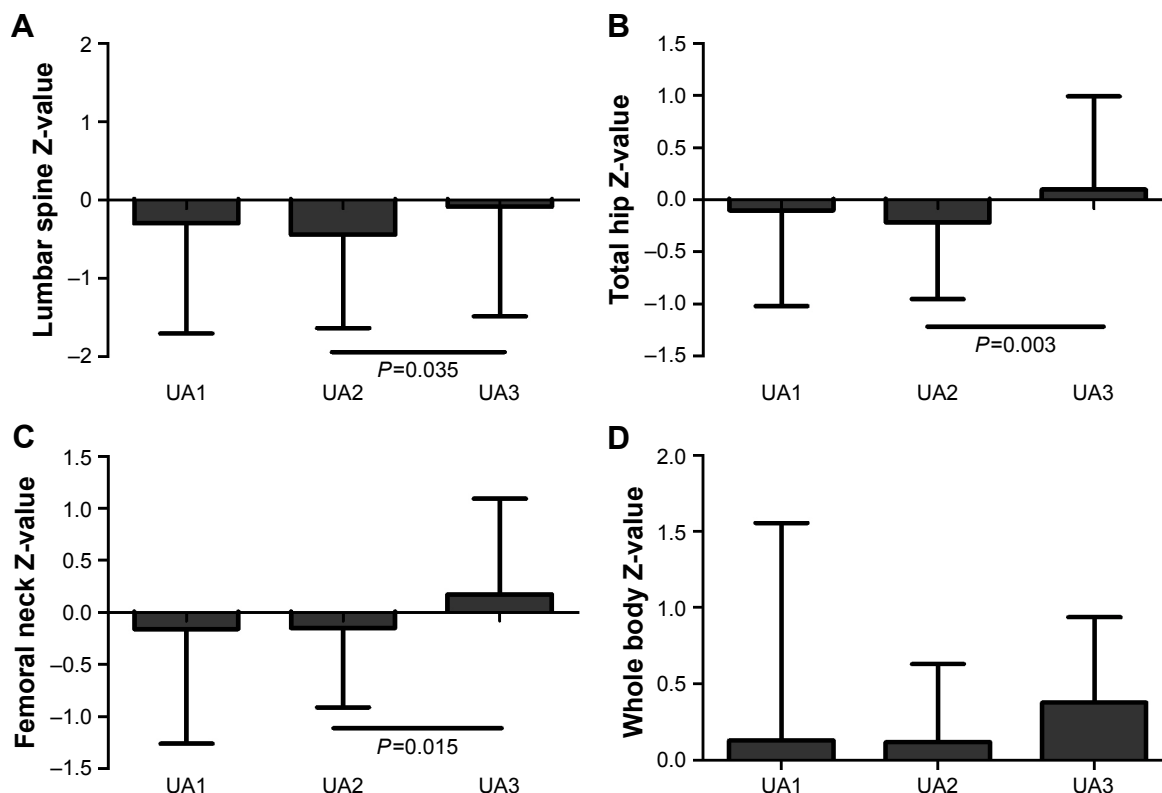 A
Lumbar spine Z-value
2
1
0
–1
–2
P=0.035
UA1 UA2 UA3
B
Total hip Z-value
1.5
1.0
0.5
0.0
–0.5
–1.0
–1.5
P=0.003
UA1 UA2 UA3
C
Femoral neck Z-value
1.5
1.0
0.5
0.0
–0.5
–1.0
–1.5
P=0.015
UA1 UA2 UA3
D
Whole body Z-value
2.0
1.5
1.0
0.5
0.0
UA1 UA2 UA3